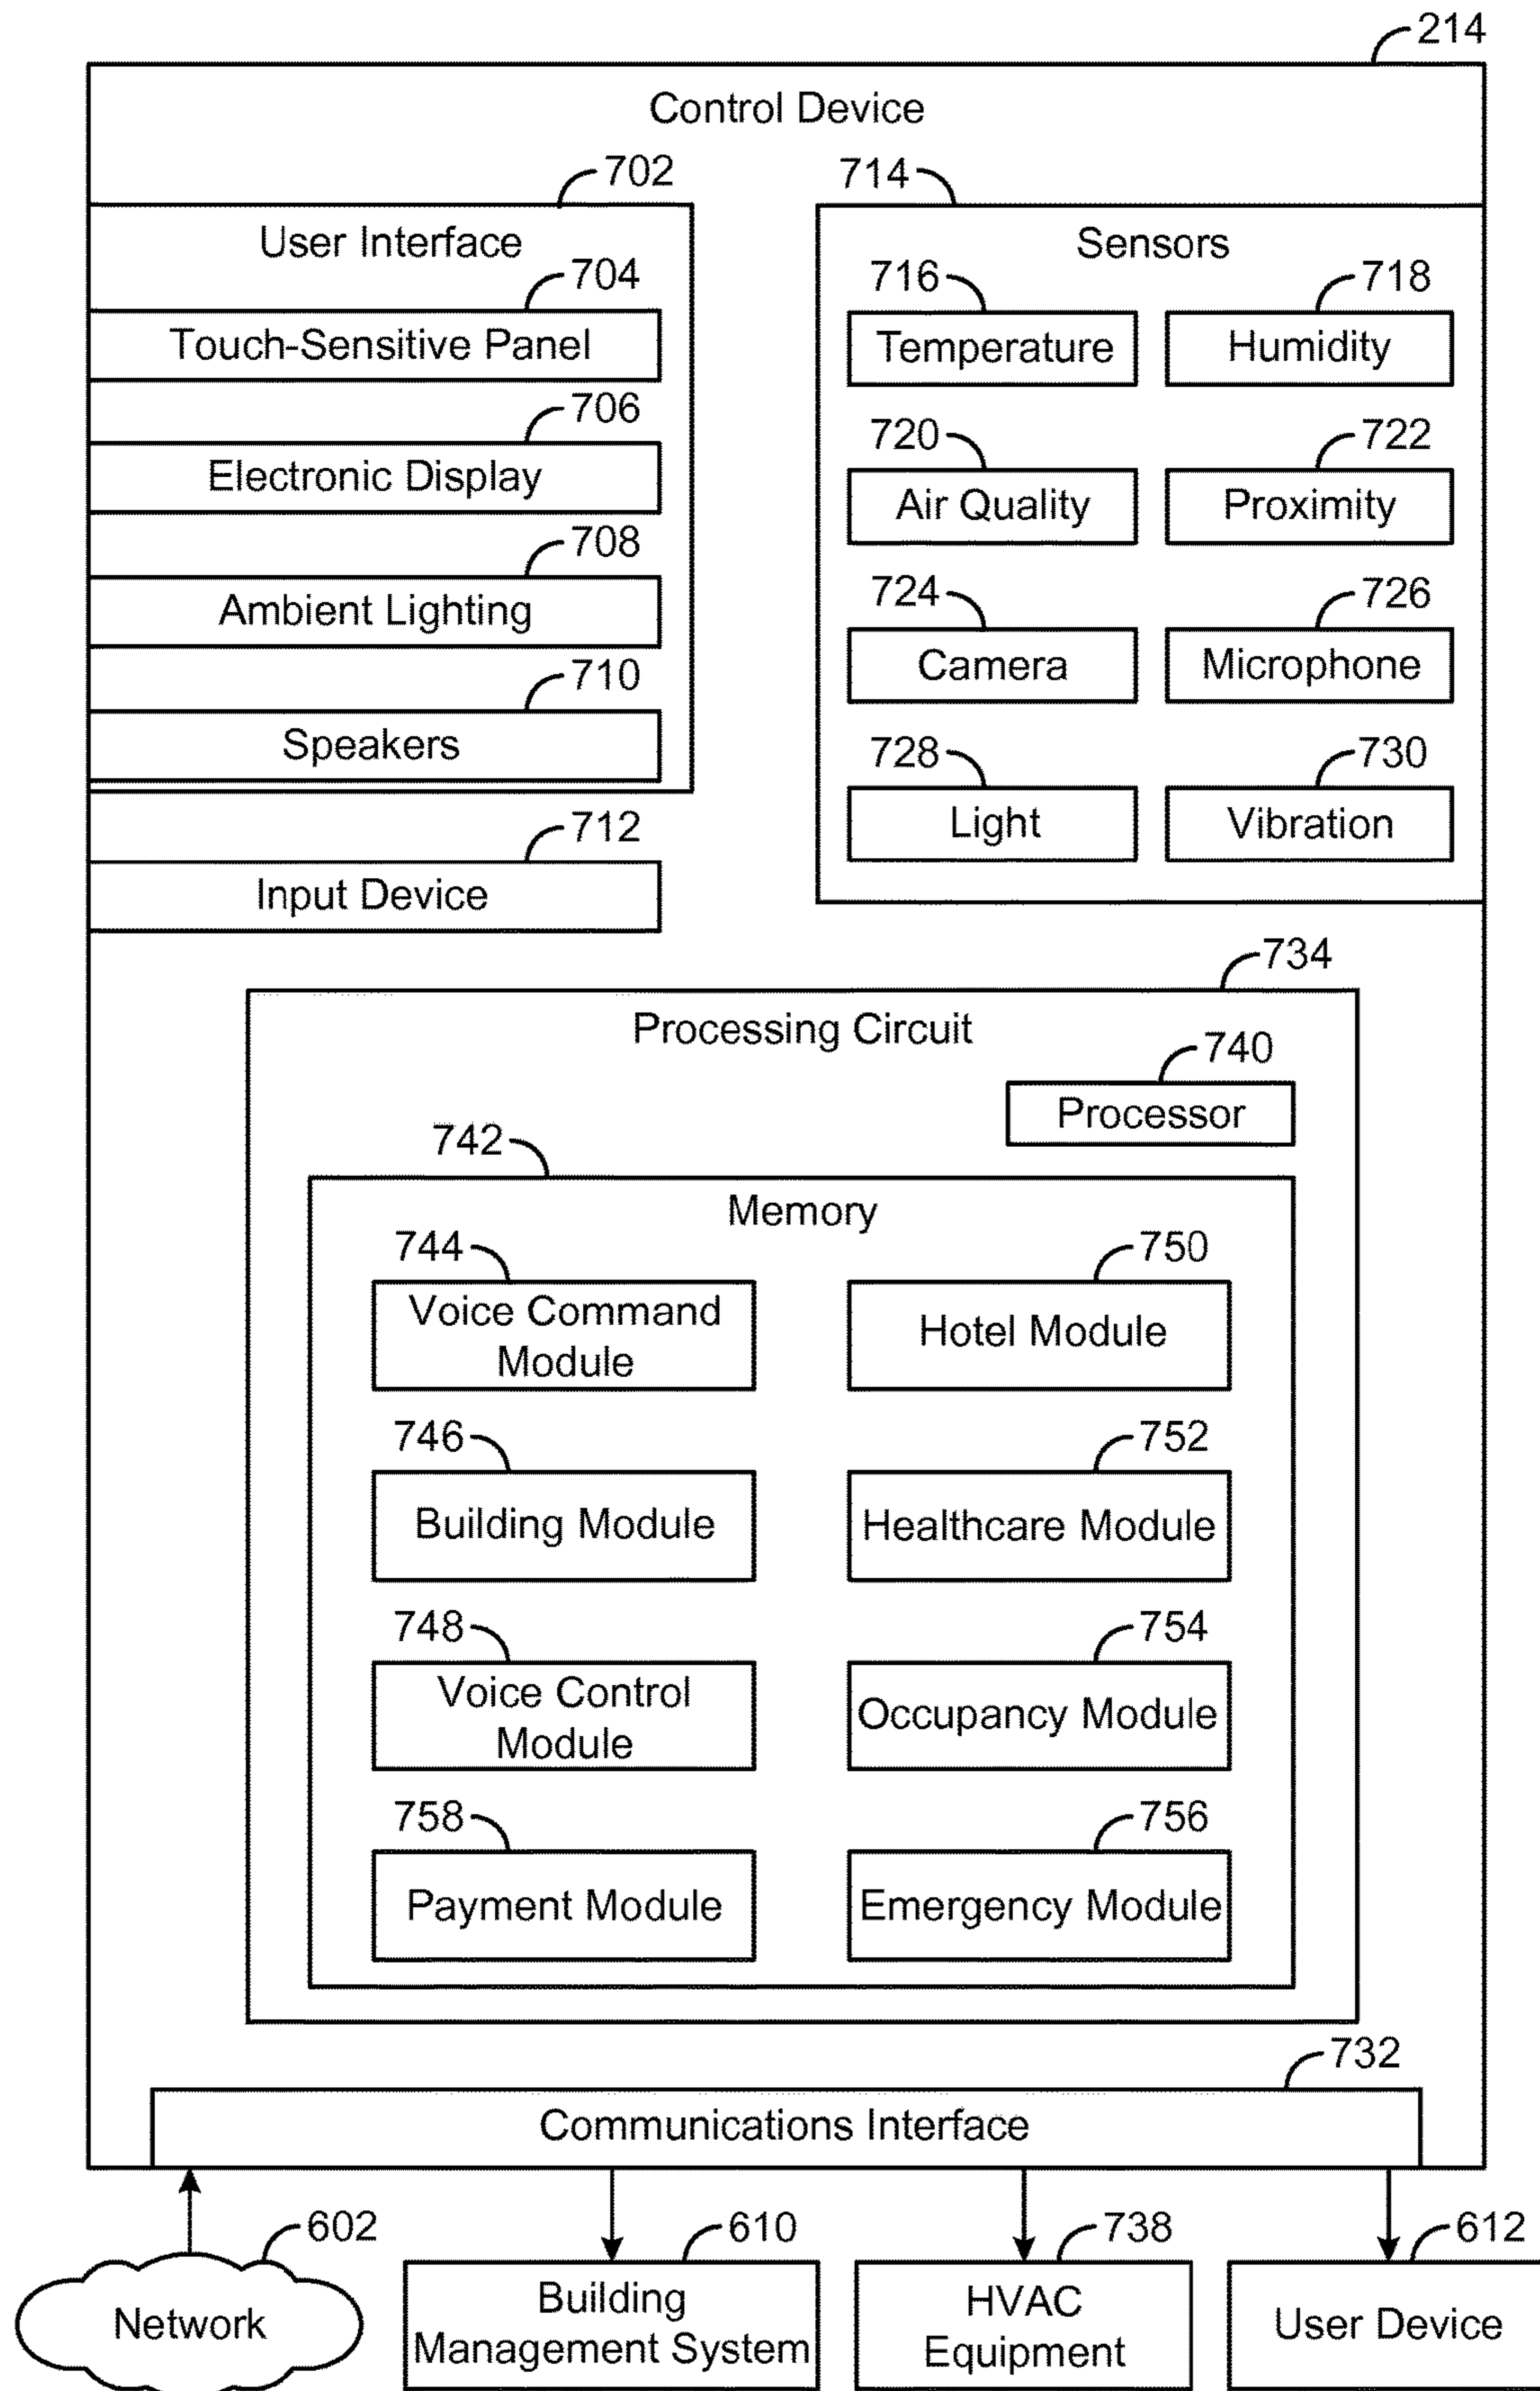 214
Control Device
702
User Interface
704
Touch-Sensitive Panel
706
Electronic Display
708
Ambient Lighting
710
Speakers
712
Input Device
714
Sensors
716
Temperature
718
Humidity
720
Air Quality
722
Proximity
724
Camera
726
Microphone
728
Light
730
Vibration
734
Processing Circuit
740
Processor
742
Memory
744
Voice Command
Module
750
Hotel Module
746
Building Module
752
Healthcare Module
748
Voice Control
Module
754
Occupancy Module
758
Payment Module
756
Emergency Module
732
Communications Interface
602
Network
610
Building
Management System
738
HVAC
Equipment
612
User Device